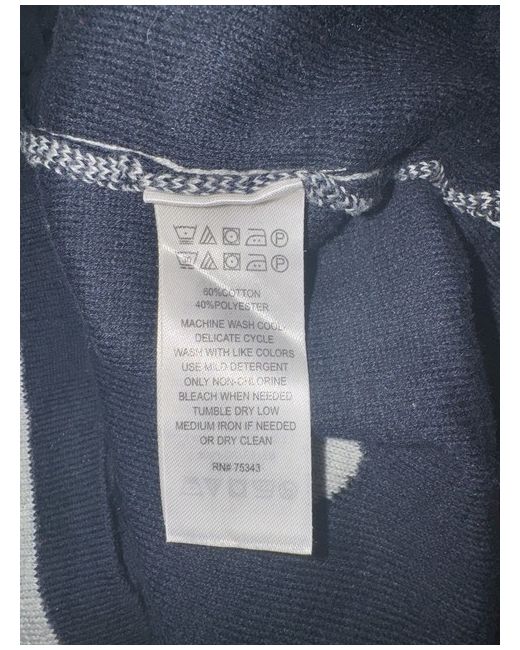 60%COTTON
40%POLYESTER
MACHINE WASH COOL
DELICATE CYCLE
WASH WITH LIKE COLORS
USE MILD DETERGENT
ONLY NON-CHLORINE
BLEACH WHEN NEEDED
TUMBLE DRY LOW
MEDIUM IRON IF NEEDED
OR DRY CLEAN
RN# 75343